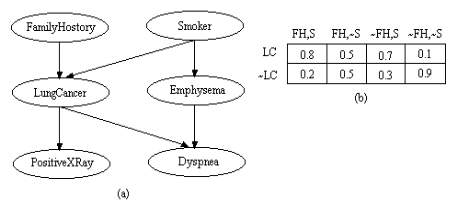 FamilyHostory
Smoker
LungCancer
Emphysema
PositiveXRay
Dyspnea
(a)
FH,S FH,~S ~FH,S ~FH,~S
LC 0.8 0.5 0.7 0.1
~LC 0.2 0.5 0.3 0.9
(b)